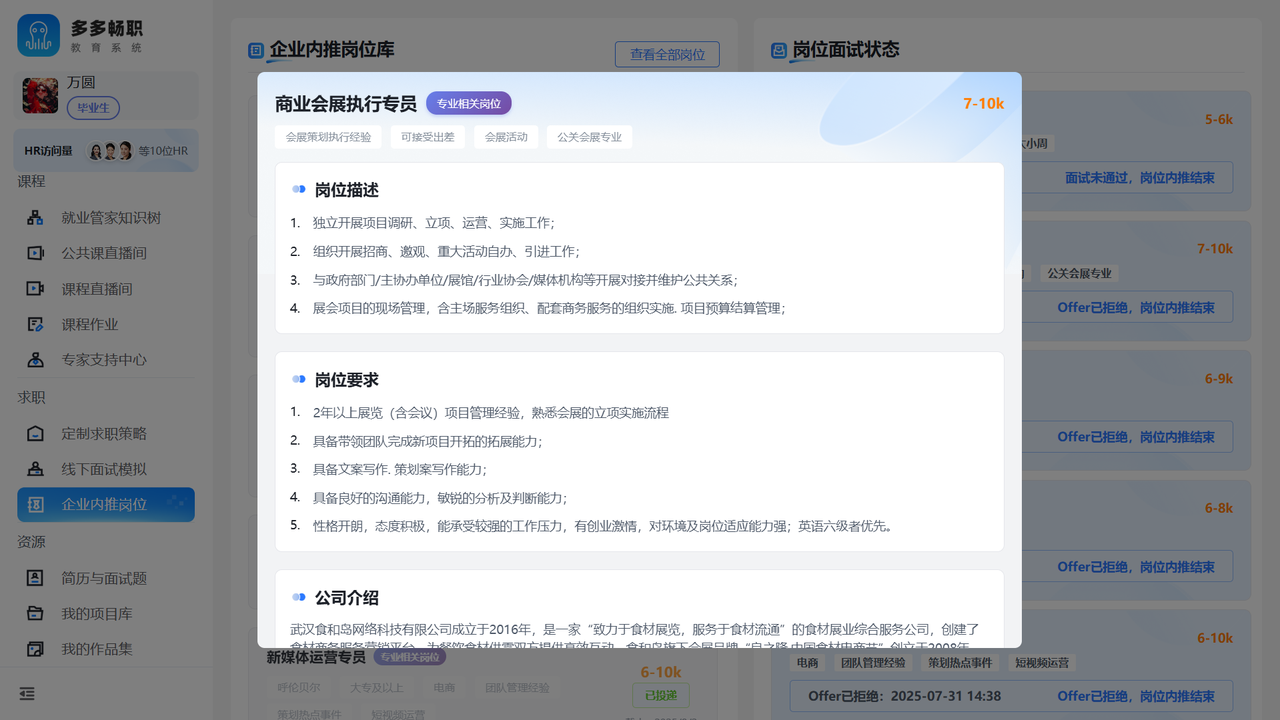 多多畅职
教育系统
万圆
毕业生
HR访问量
等10位HR
课程
就业管家知识树
公共课直播间
课程直播间
课程作业
专家支持中心
求职
定制求职策略
线下面试模拟
企业内推岗位
资源
简历与面试题
我的项目库
我的作品集
企业内推岗位库
查看全部岗位
岗位面试状态
商业会展执行专员
专业相关岗位
7-10k
会展策划执行经验
可接受出差
会展活动
公关会展专业
岗位描述
1. 独立开展项目调研、立项、运营、实施工作；
2. 组织开展招商、邀观、重大活动自办、引进工作；
3. 与政府部门/主协办单位/展馆/行业协会/媒体机构等开展对接并维护公共关系；
4. 展会项目的现场管理，含主场服务组织、配套商务服务的组织实施. 项目预算结算管理；
岗位要求
1. 2年以上展览（含会议）项目管理经验，熟悉会展的立项实施流程
2. 具备带领团队完成新项目开拓的拓展能力；
3. 具备文案写作. 策划案写作能力；
4. 具备良好的沟通能力，敏锐的分析及判断能力；
5. 性格开朗，态度积极，能承受较强的工作压力，有创业激情，对环境及岗位适应能力强；英语六级者优先。
公司介绍
武汉食和岛网络科技有限公司成立于2016年，是一家“致力于食材展览，服务于食材流通”的食材展业综合服务公司，创建了
新媒体运营专员
专业相关岗位
6-10k
呼伦贝尔
大专及以上
电商
团队管理经验
已投递
策划热点事件
短视频运营
5-6k
大小周
面试未通过，岗位内推结束
7-10k
公关会展专业
Offer已拒绝，岗位内推结束
6-9k
Offer已拒绝，岗位内推结束
6-8k
Offer已拒绝，岗位内推结束
6-10k
电商
团队管理经验
策划热点事件
短视频运营
Offer已拒绝：2025-07-31 14:38
Offer已拒绝，岗位内推结束